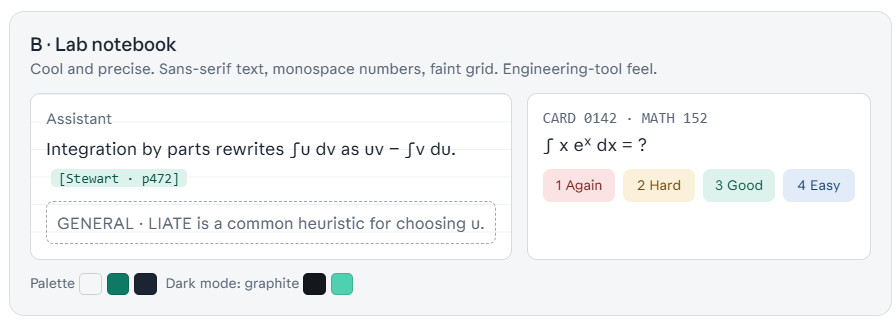 B · Lab notebook
Cool and precise. Sans-serif text, monospace numbers, faint grid. Engineering-tool feel.
Assistant
Integration by parts rewrites ∫u dv as uv − ∫v du.
[Stewart · p472]
GENERAL · LIATE is a common heuristic for choosing u.
CARD 0142 · MATH 152
∫ x eˣ dx = ?
1 Again 2 Hard 3 Good 4 Easy
Palette Dark mode: graphite